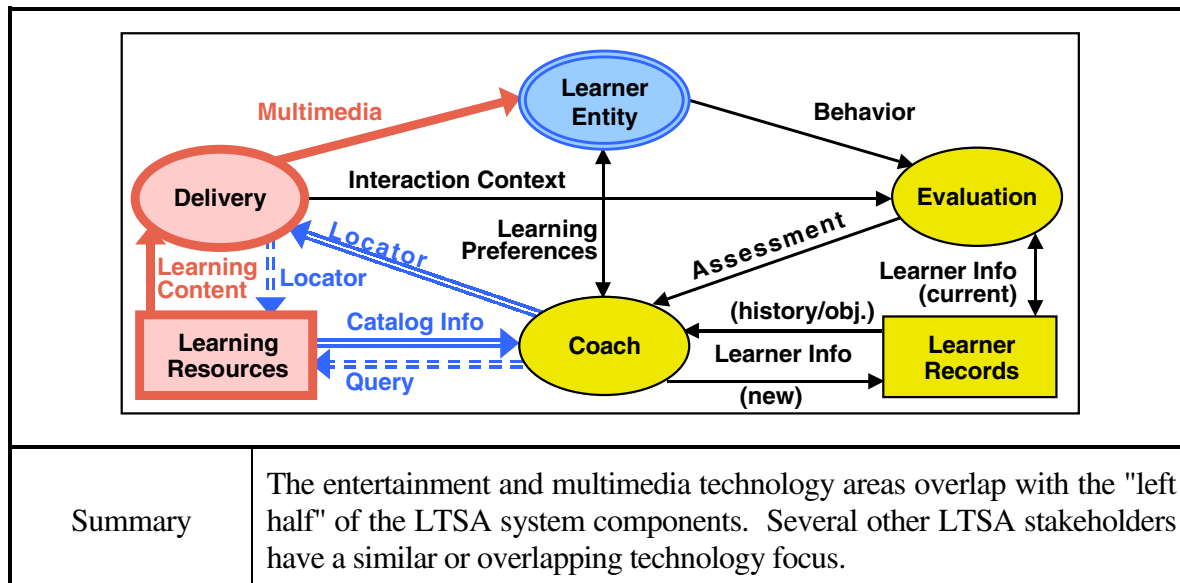 Learner
Entity
Multimedia
Behavior
Delivery
Interaction Context
Evaluation
Learning
Preferences
Locator
Assessment
Learning
Content
Locator
Learner Info
(current)
Learning
Resources
Catalog Info
Query
Coach
(history/obj.)
Learner Info
(new)
Learner
Records
Summary
The entertainment and multimedia technology areas overlap with the "left
half" of the LTSA system components. Several other LTSA stakeholders
have a similar or overlapping technology focus.